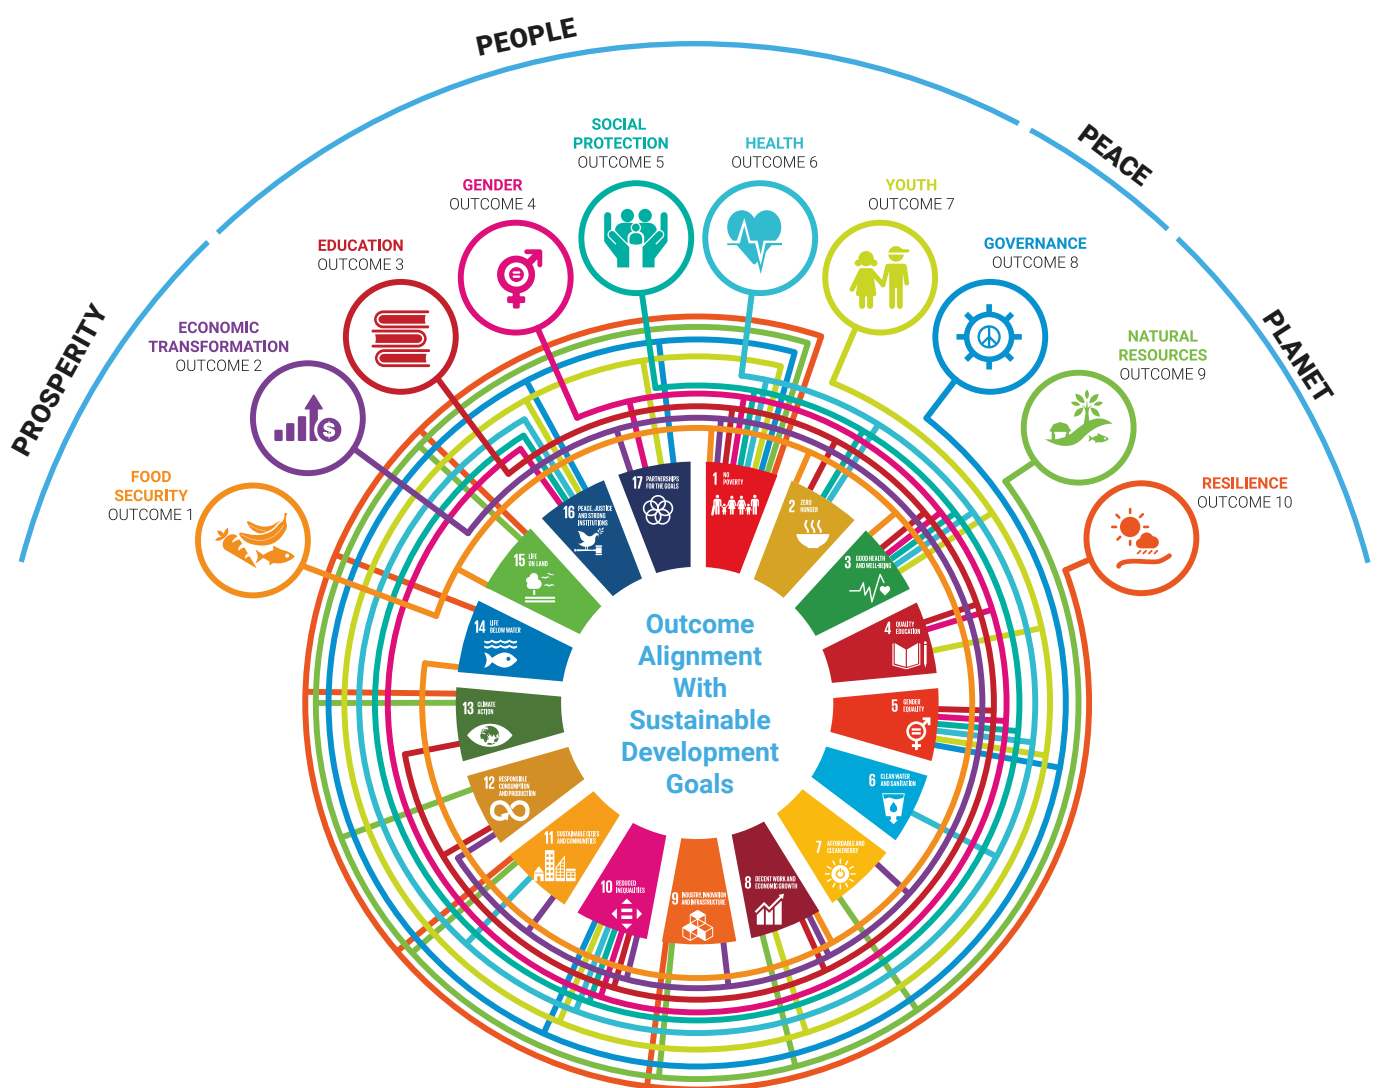 PEOPLE
PEACE
PLANET
PROSPERITY
SOCIAL
PROTECTION
OUTCOME 5
HEALTH
OUTCOME 6
GENDER
OUTCOME 4
YOUTH
OUTCOME 7
EDUCATION
OUTCOME 3
GOVERNANCE
OUTCOME 8
ECONOMIC
TRANSFORMATION
OUTCOME 2
$
NATURAL
RESOURCES
OUTCOME 9
FOOD
SECURITY
OUTCOME 1
RESILIENCE
OUTCOME 10
1 NO
POVERTY
2 ZERO
HUNGER
3 GOOD HEALTH
AND WELL-BEING
4 QUALITY
EDUCATION
5 GENDER
EQUALITY
6 CLEAN WATER
AND SANITATION
7 AFFORDABLE AND
CLEAN ENERGY
8 DECENT WORK AND
ECONOMIC GROWTH
9 INDUSTRY, INNOVATION
AND INFRASTRUCTURE
10 REDUCED
INEQUALITIES
11 SUSTAINABLE CITIES
AND COMMUNITIES
12 RESPONSIBLE
CONSUMPTION
AND PRODUCTION
13 CLIMATE
ACTION
14 LIFE
BELOW WATER
15 LIFE
ON LAND
16 PEACE, JUSTICE
AND STRONG
INSTITUTIONS
17 PARTNERSHIPS
FOR THE GOALS
Outcome
Alignment
With
Sustainable
Development
Goals